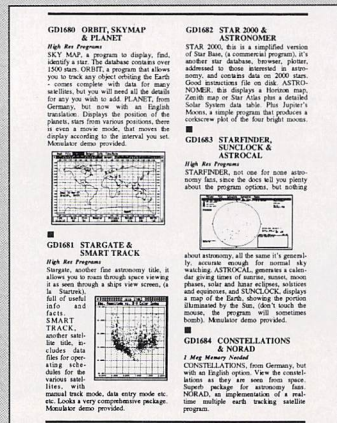 GD1680 ORBIT, SKYMAP
& PLANET
High Res Programs
SKY MAP, a program to display, find,
identify a star. The database contains over
1500 stars. ORBIT, a program that allows
you to track any object orbiting the Earth
- comes complete with data for many
satellites, but you will need all the details
for any you wish to add. PLANET, from
Germany, but now with an English
translation. Displays the position of the
planets, stars from various positions, there
is even a movie mode, that moves the
display according to the interval you set.
Monulator demo provided.
GD1681 STARGATE &
SMART TRACK
High Res Programs
Stargate, another fine astronomy title, it
allows you to roam through space viewing
it as seen through a ships view screen, (a
la Startrek).
full of useful
info and
facts.
SMART
TRACK,
another satel-
lite title, in-
cludes data
files for oper-
ating sche-
dules for the
various satel-
lites, with
manual track mode, data entry mode etc.
etc. Looks a very comprehensive package.
Monulator demo provided.
GD1682 STAR 2000 &
ASTRONOMER
STAR 2000, this is a simplified version
of Star Base, (a commercial program), it's
another star database, browser, plotter,
addressed to those interested in astro-
nomy, and contains data on 2000 stars.
Good instructions file on disk. ASTRO-
NOMER, this displays a Horizon map,
Zenith map or Star Atlas plus a detailed
Solar System data table. Plus Jupiter's
Moons, a simple program that produces a
corkscrew plot of the four bright moons.
GD1683 STARFINDER,
SUNCLOCK &
ASTROCAL
High Res Programs
STARFINDER, not one for none astro-
nomy fans, since the docs tell you plenty
about the program options, but nothing
about astronomy, all the same it's general-
ly, accurate enough for normal sky
watching. ASTROCAL, generates a calen-
dar giving times of sunrise, sunset, moon
phases, solar and lunar eclipses, solstices
and equinoxes, and SUNCLOCK, displays
a map of the Earth, showing the portion
illuminated by the Sun, (don't touch the
mouse, the program will sometimes
bomb). Monulator demo provided.
GD1684 CONSTELLATIONS
& NORAD
1 Meg Memory Needed
CONSTELLATIONS, from Germany, but
with an English option. View the constel-
lations as they are seen from space.
Superb package for astronomy fans.
NORAD, an implementation of a real-
time multiple earth tracking satellite
program.